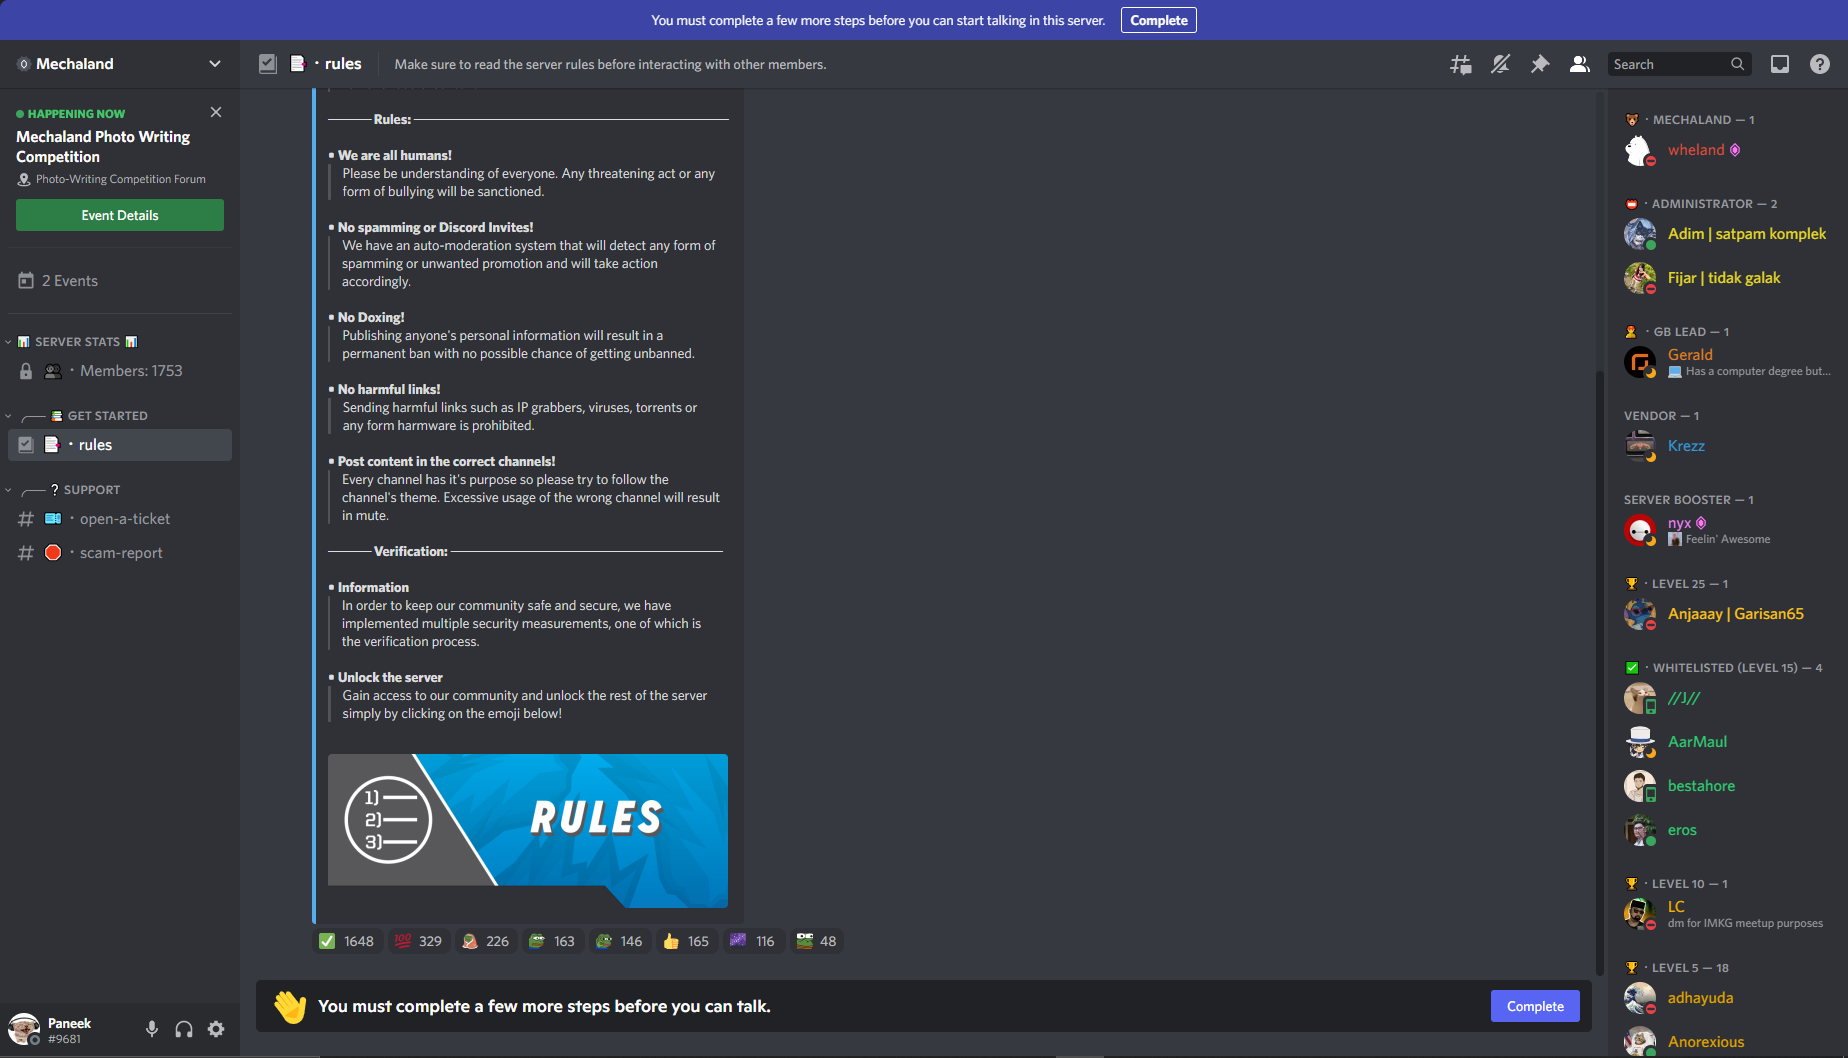 You must complete a few more steps before you can start talking in this server.
Complete
Mechaland
HAPPENING NOW
Mechaland Photo Writing
Competition
Photo-Writing Competition Forum
Event Details
2 Events
SERVER STATS
Members: 1753
GET STARTED
rules
SUPPORT
open-a-ticket
scam-report
Paneek
#9681
rules
Make sure to read the server rules before interacting with other members.
Search
Rules:
• We are all humans!
Please be understanding of everyone. Any threatening act or any
form of bullying will be sanctioned.
• No spamming or Discord Invites!
We have an auto-moderation system that will detect any form of
spamming or unwanted promotion and will take action
accordingly.
• No Doxing!
Publishing anyone's personal information will result in a
permanent ban with no possible chance of getting unbanned.
• No harmful links!
Sending harmful links such as IP grabbers, viruses, torrents or
any form harmware is prohibited.
• Post content in the correct channels!
Every channel has it's purpose so please try to follow the
channel's theme. Excessive usage of the wrong channel will result
in mute.
Verification:
• Information
In order to keep our community safe and secure, we have
implemented multiple security measurements, one of which is
the verification process.
• Unlock the server
Gain access to our community and unlock the rest of the server
simply by clicking on the emoji below!
1)
2)
3)
RULES
1648 329 226 163 146 165 116 48
You must complete a few more steps before you can talk.
Complete
MECHALAND — 1
wheland
ADMINISTRATOR — 2
Adim | satpam komplek
Fijar | tidak galak
GB LEAD — 1
Gerald
Has a computer degree but...
VENDOR — 1
Krezz
SERVER BOOSTER — 1
nyx
Feelin' Awesome
LEVEL 25 — 1
Anjaaay | Garisan65
WHITELISTED (LEVEL 15) — 4
//J//
AarMaul
bestahore
eros
LEVEL 10 — 1
LC
dm for IMKG meetup purposes
LEVEL 5 — 18
adhayuda
Anorexious